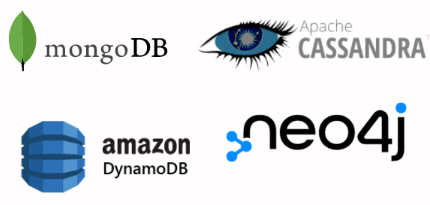 mongoDB
Apache
CASSANDRA
amazon
DynamoDB
neo4j